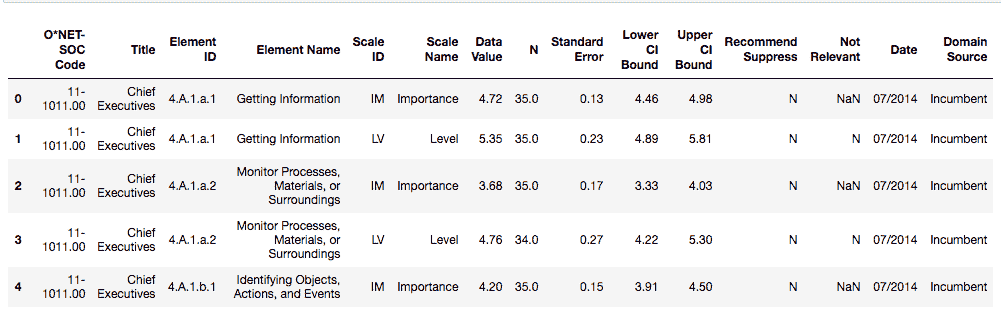 O*NET-SOC Code Title Element ID Element Name Scale ID Scale Name Data Value N Standard Error Lower CI Bound Upper CI Bound Recommend Suppress Not Relevant Date Domain Source
0 11-1011.00 Chief Executives 4.A.1.a.1 Getting Information IM Importance 4.72 35.0 0.13 4.46 4.98 N NaN 07/2014 Incumbent
1 11-1011.00 Chief Executives 4.A.1.a.1 Getting Information LV Level 5.35 35.0 0.23 4.89 5.81 N N 07/2014 Incumbent
2 11-1011.00 Chief Executives 4.A.1.a.2 Monitor Processes, Materials, or Surroundings IM Importance 3.68 35.0 0.17 3.33 4.03 N NaN 07/2014 Incumbent
3 11-1011.00 Chief Executives 4.A.1.a.2 Monitor Processes, Materials, or Surroundings LV Level 4.76 34.0 0.27 4.22 5.30 N N 07/2014 Incumbent
4 11-1011.00 Chief Executives 4.A.1.b.1 Identifying Objects, Actions, and Events IM Importance 4.20 35.0 0.15 3.91 4.50 N NaN 07/2014 Incumbent